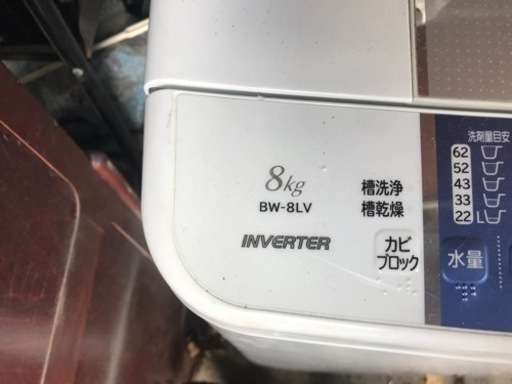 8kg
BW-8LV
INVERTER
槽洗浄
槽乾燥
カビ
ブロック
洗剤量目安
62
52
43
33
22 L
水量